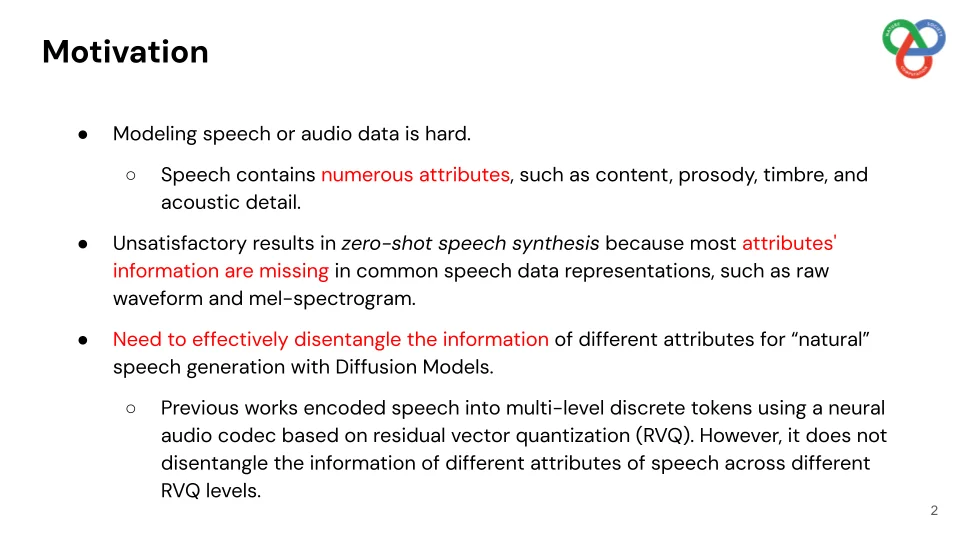 Motivation
● Modeling speech or audio data is hard.
○ Speech contains numerous attributes, such as content, prosody, timbre, and
acoustic detail.
● Unsatisfactory results in zero-shot speech synthesis because most attributes'
information are missing in common speech data representations, such as raw
waveform and mel-spectrogram.
● Need to effectively disentangle the information of different attributes for “natural”
speech generation with Diffusion Models.
○ Previous works encoded speech into multi-level discrete tokens using a neural
audio codec based on residual vector quantization (RVQ). However, it does not
disentangle the information of different attributes of speech across different
RVQ levels.
2